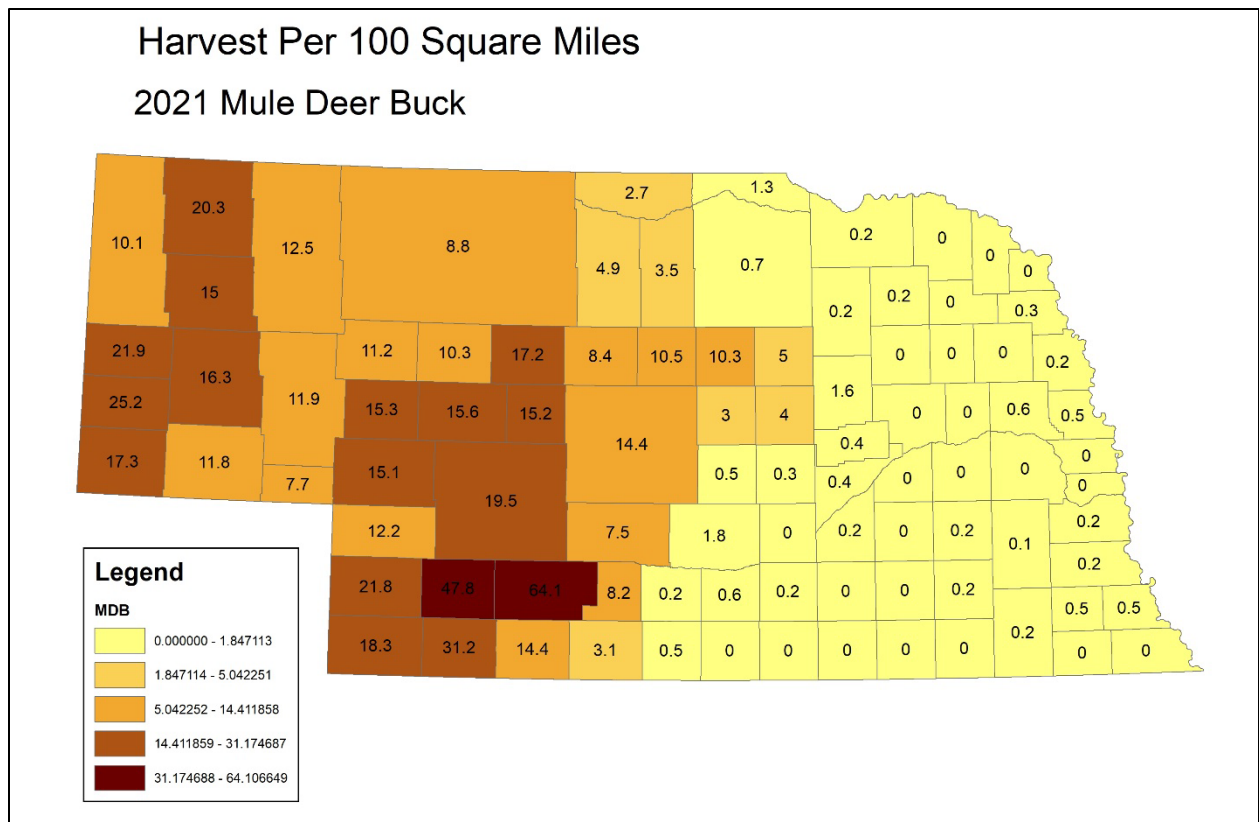 Harvest Per 100 Square Miles
2021 Mule Deer Buck
2.7 1.3
20.3
10.1 12.5 8.8 4.9 3.5 0.7 0.2 0 0 0
15 0.2 0.2 0 0.3
21.9 16.3 11.9 11.2 10.3 17.2 8.4 10.5 10.3 5 0 0 0 0.2
25.2 15.3 15.6 15.2 14.4 3 4 1.6 0 0 0.6 0.5
17.3 11.8 7.7 15.1 19.5 0.5 0.3 0.4 0.4 0 0 0 0 0
12.2 7.5 1.8 0 0.2 0 0.2 0.1 0.2 0.2
21.8 47.8 64.1 8.2 0.2 0.6 0.2 0 0 0.2 0.2 0.5 0.5
18.3 31.2 14.4 3.1 0.5 0 0 0 0 0 0 0
Legend
MDB
0.000000 - 1.847113
1.847114 - 5.042251
5.042252 - 14.411858
14.411859 - 31.174687
31.174688 - 64.106649